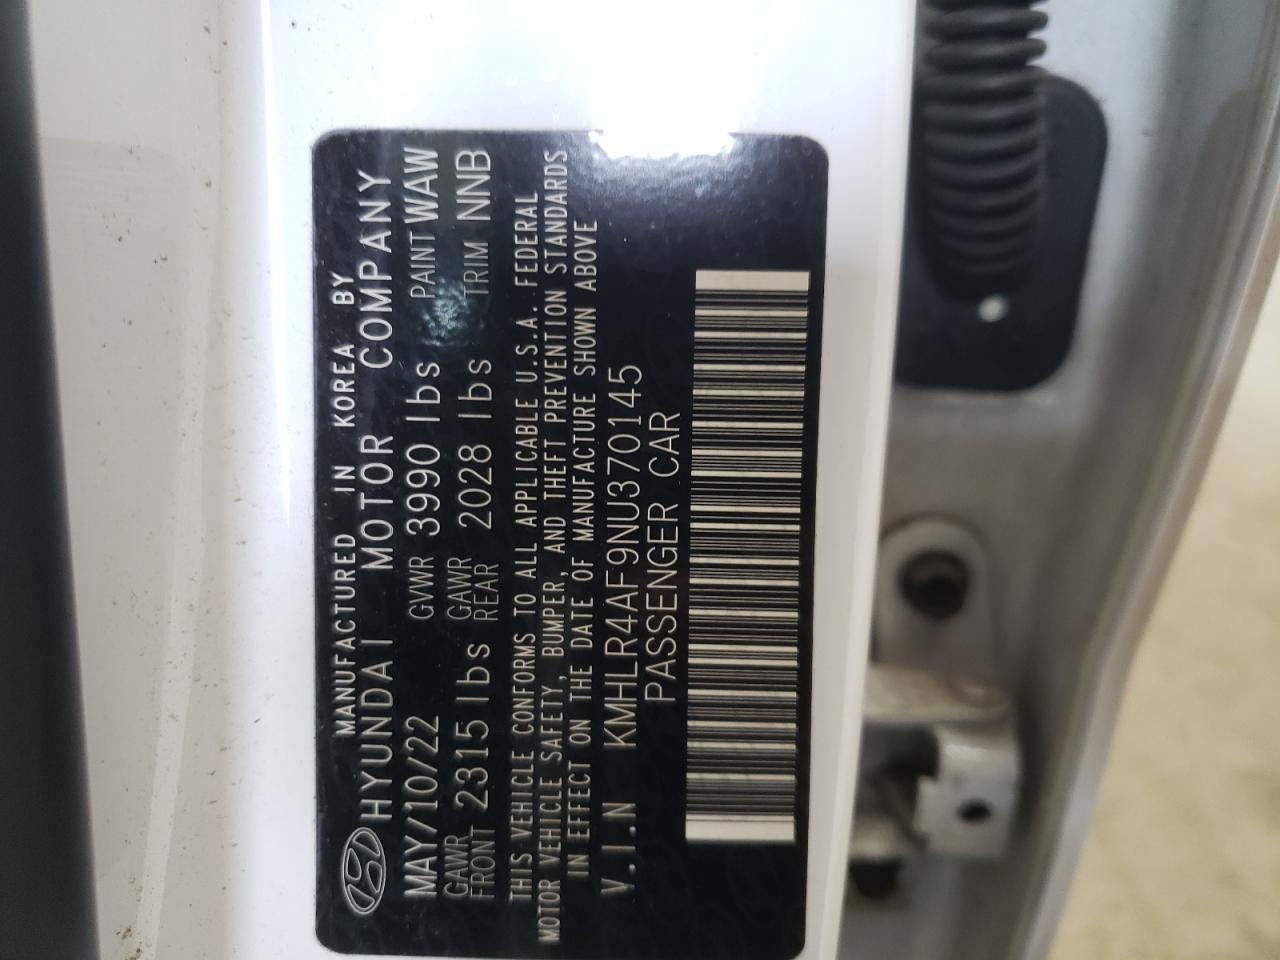 MANUFACTURED IN KOREA BY
HYUNDAI MOTOR COMPANY
MAY/10/22 GVWR 3990 lbs PAINT WAW
GAWR FRONT 2315 lbs GAWR REAR 2028 lbs TRIM NNB
THIS VEHICLE CONFORMS TO ALL APPLICABLE U.S.A. FEDERAL
MOTOR VEHICLE SAFETY, BUMPER, AND THEFT PREVENTION STANDARDS
IN EFFECT ON THE DATE OF MANUFACTURE SHOWN ABOVE
V.I.N KMHLR4AF9NU370145
PASSENGER CAR